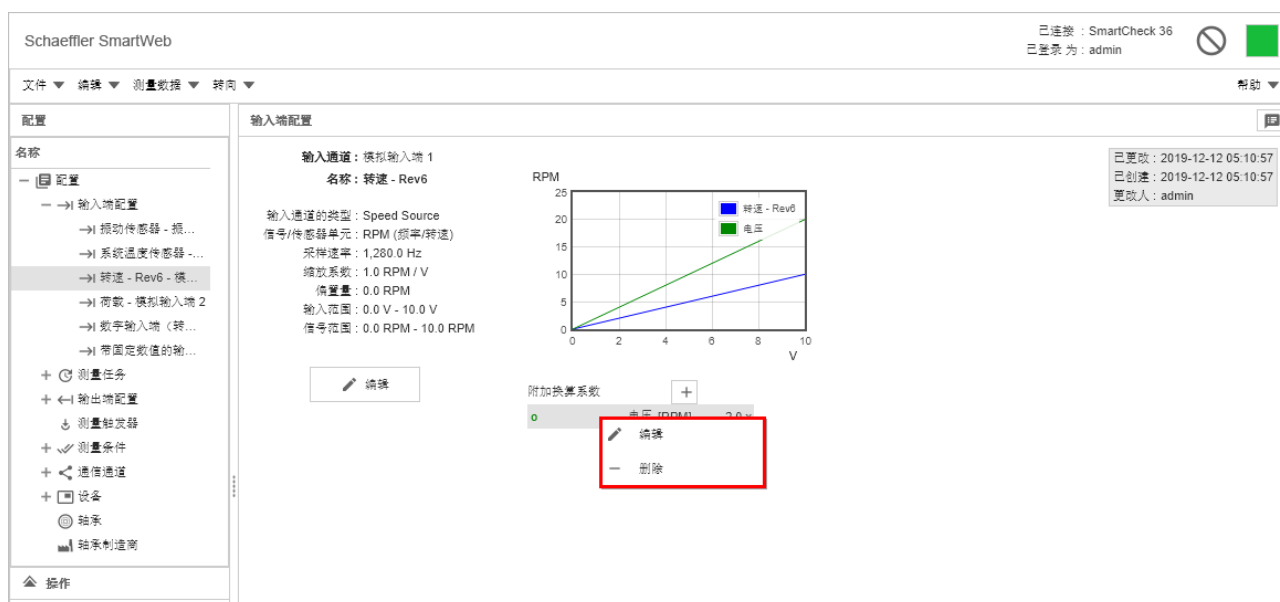 Schaeffler SmartWeb
已连接 : SmartCheck 36
已登录 为 : admin
文件 编辑 测量数据 转向 帮助
配置
名称
配置
输入端配置
振动传感器 - 振...
系统温度传感器 -...
转速 - Rev6 - 模...
荷载 - 模拟输入端 2
数字输入端（转...
带固定数值的输...
测量任务
输出端配置
测量触发器
测量条件
通信通道
设备
轴承
轴承制造商
操作
输入端配置
输入通道 : 模拟输入端 1
名称 : 转速 - Rev6
输入通道的类型 : Speed Source
信号/传感器单元 : RPM (频率/转速)
采样速率 : 1,280.0 Hz
缩放系数 : 1.0 RPM / V
偏置量 : 0.0 RPM
输入范围 : 0.0 V - 10.0 V
信号范围 : 0.0 RPM - 10.0 RPM
编辑
RPM
25
20
15
10
5
0
0 2 4 6 8 10
V
转速 - Rev6
电压
附加换算系数
电压 [RPM] 2.0 x
编辑
删除
已更改 : 2019-12-12 05:10:57
已创建 : 2019-12-12 05:10:57
更改人 : admin